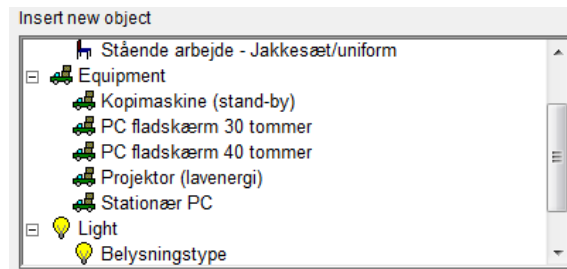 Insert new object
Stående arbejde - Jakkesæt/uniform
Equipment
Kopimaskine (stand-by)
PC fladskærm 30 tommer
PC fladskærm 40 tommer
Projektor (lavenergi)
Stationær PC
Light
Belysningstype